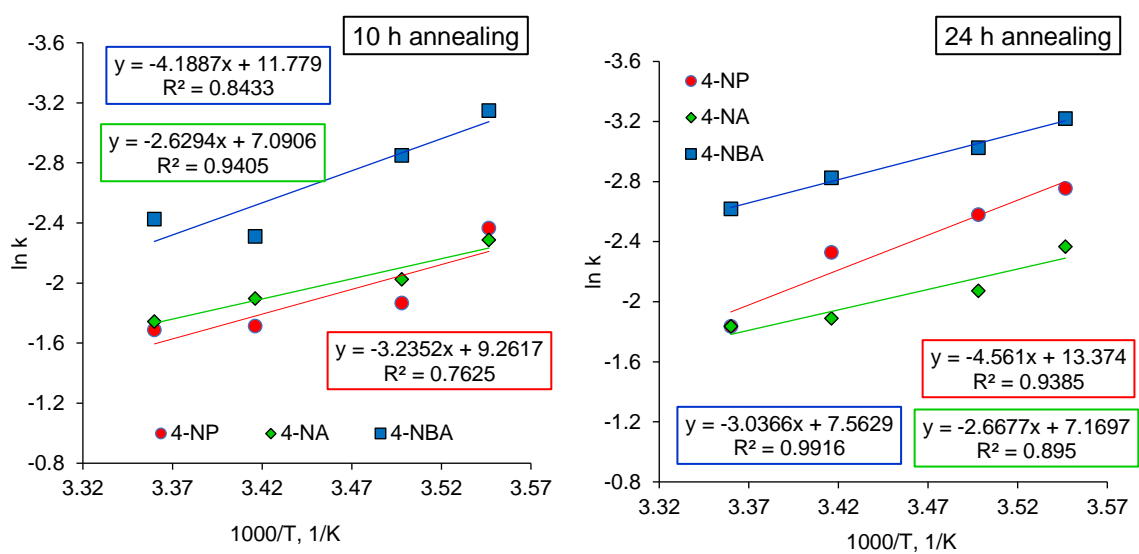 10 h annealing
-3.6
-3.2
-2.8
-2.4
-2
-1.6
-1.2
-0.8
ln k
y = -4.1887x + 11.779
R² = 0.8433
y = -2.6294x + 7.0906
R² = 0.9405
y = -3.2352x + 9.2617
R² = 0.7625
4-NP 4-NA 4-NBA
3.32 3.37 3.42 3.47 3.52 3.57
1000/T, 1/K
24 h annealing
-3.6
-3.2
-2.8
-2.4
-2
-1.6
-1.2
-0.8
ln k
4-NP
4-NA
4-NBA
y = -4.561x + 13.374
R² = 0.9385
y = -3.0366x + 7.5629
R² = 0.9916
y = -2.6677x + 7.1697
R² = 0.895
3.32 3.37 3.42 3.47 3.52 3.57
1000/T, 1/K